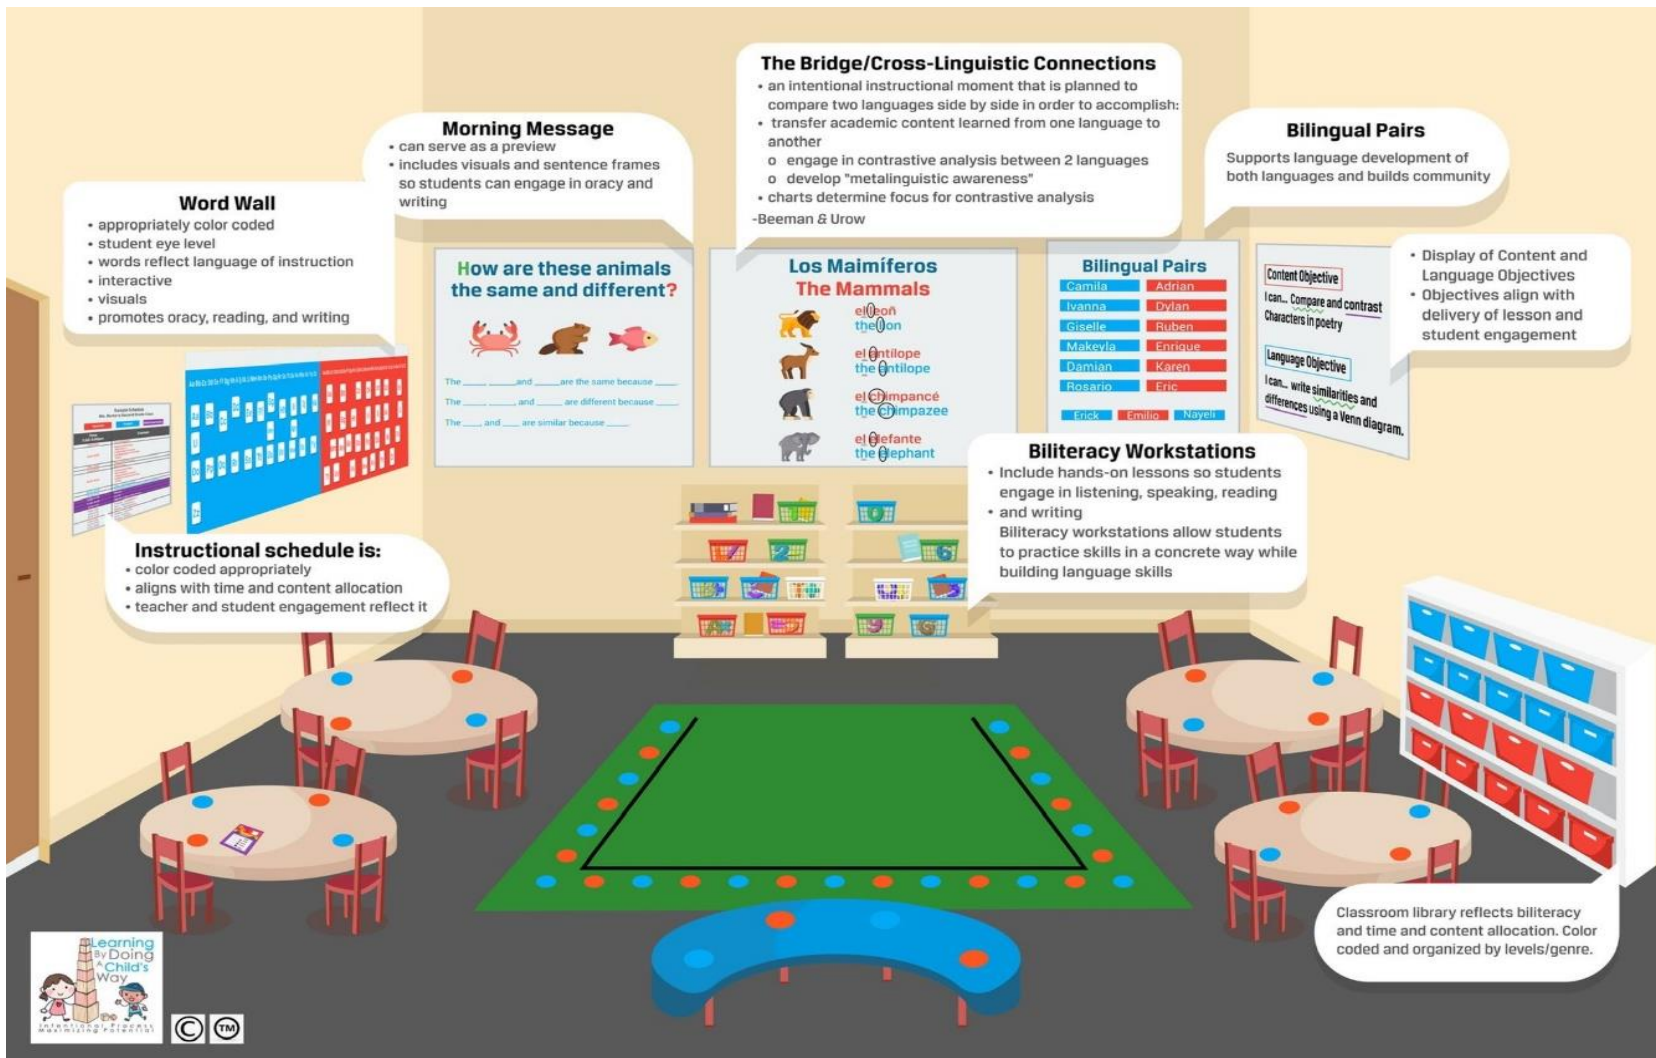 The Bridge/Cross-Linguistic Connections
• an intentional instructional moment that is planned to
compare two languages side by side in order to accomplish:
• transfer academic content learned from one language to
another
o engage in contrastive analysis between 2 languages
o develop "metalinguistic awareness"
• charts determine focus for contrastive analysis
-Beeman & Urow
Morning Message
• can serve as a preview
• includes visuals and sentence frames
so students can engage in oracy and
writing
Bilingual Pairs
Supports language development of
both languages and builds community
Word Wall
• appropriately color coded
• student eye level
• words reflect language of instruction
• interactive
• visuals
• promotes oracy, reading, and writing
How are these animals
the same and different?
The ____ ____and ____are the same because ____.
The ____ ____ and ____ are different because ____.
The ____ and ____ are similar because ____.
Los Maimíferos
The Mammals
el leoñ
the lion
el antílope
the antilope
el chimpancé
the chimpazee
el elefante
the elephant
Bilingual Pairs
Camila Adrian
Ivanna Dylan
Giselle Ruben
Makeyla Enrique
Damian Karen
Rosario Eric
Erick Emilio Nayeli
Content Objective
I can... Compare and contrast
Characters in poetry
Language Objective
I can... write similarities and
differences using a Venn diagram.
• Display of Content and
Language Objectives
• Objectives align with
delivery of lesson and
student engagement
Biliteracy Workstations
• Include hands-on lessons so students
engage in listening, speaking, reading
• and writing
Biliteracy workstations allow students
to practice skills in a concrete way while
building language skills
Instructional schedule is:
• color coded appropriately
• aligns with time and content allocation
• teacher and student engagement reflect it
Classroom library reflects biliteracy
and time and content allocation. Color
coded and organized by levels/genre.
Learning
By Doing
A Child's
Way
Intentional Process
Maximizing Potential
© TM